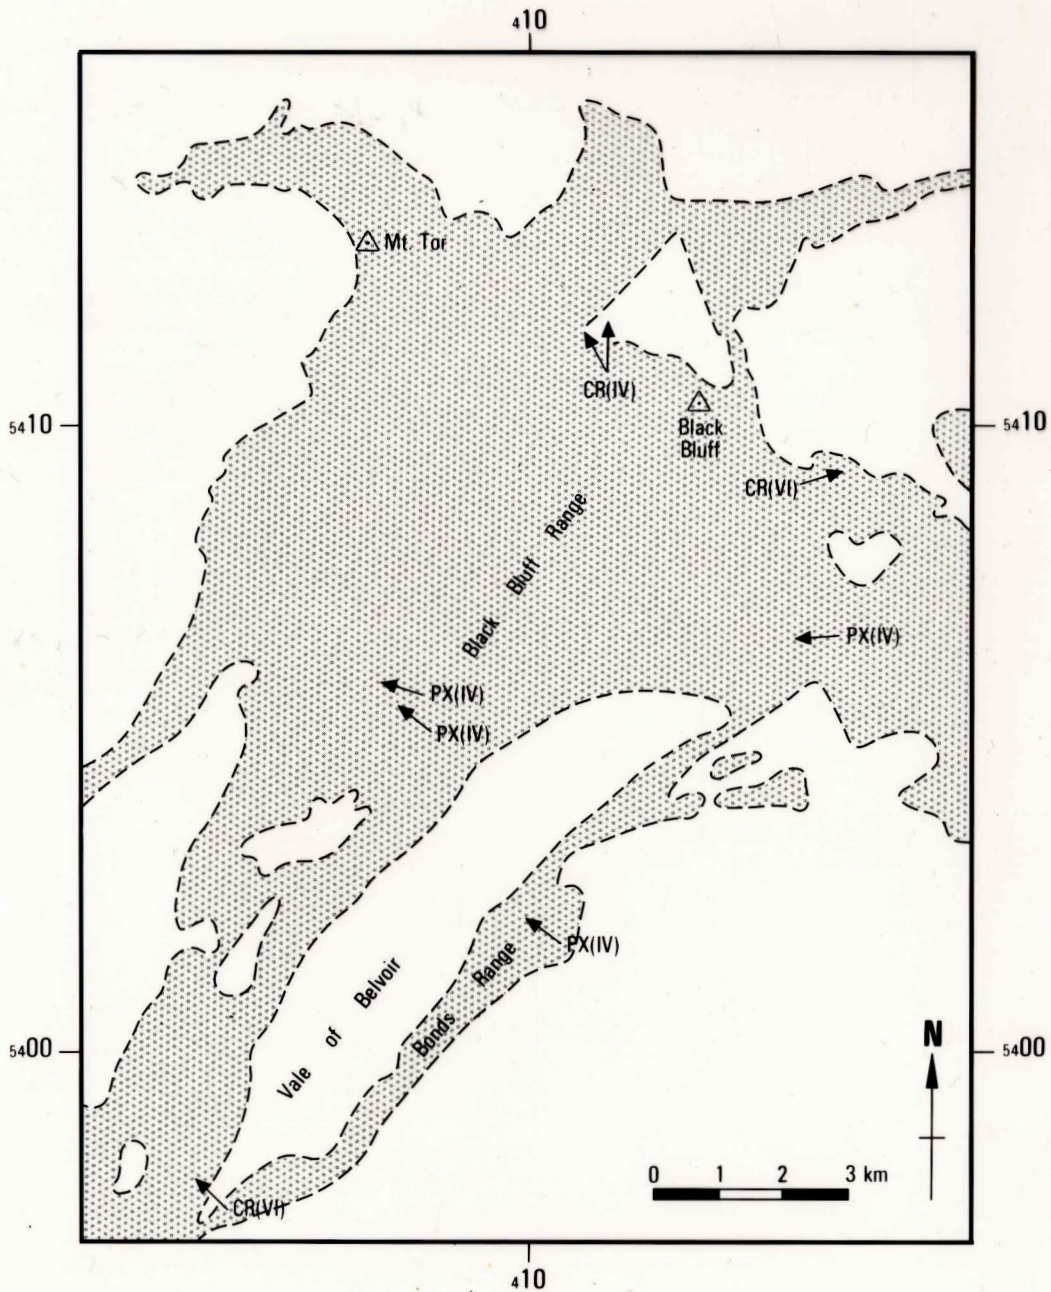 410
Mt. Tor
CR(IV)
5410
5410
Black
Bluff
CR(VI)
Black Bluff Range
PX(IV)
PX(IV)
PX(IV)
PX(IV)
Bonds Range
Vale of Belvoir
N
5400
5400
0 1 2 3 km
CR(VI)
410